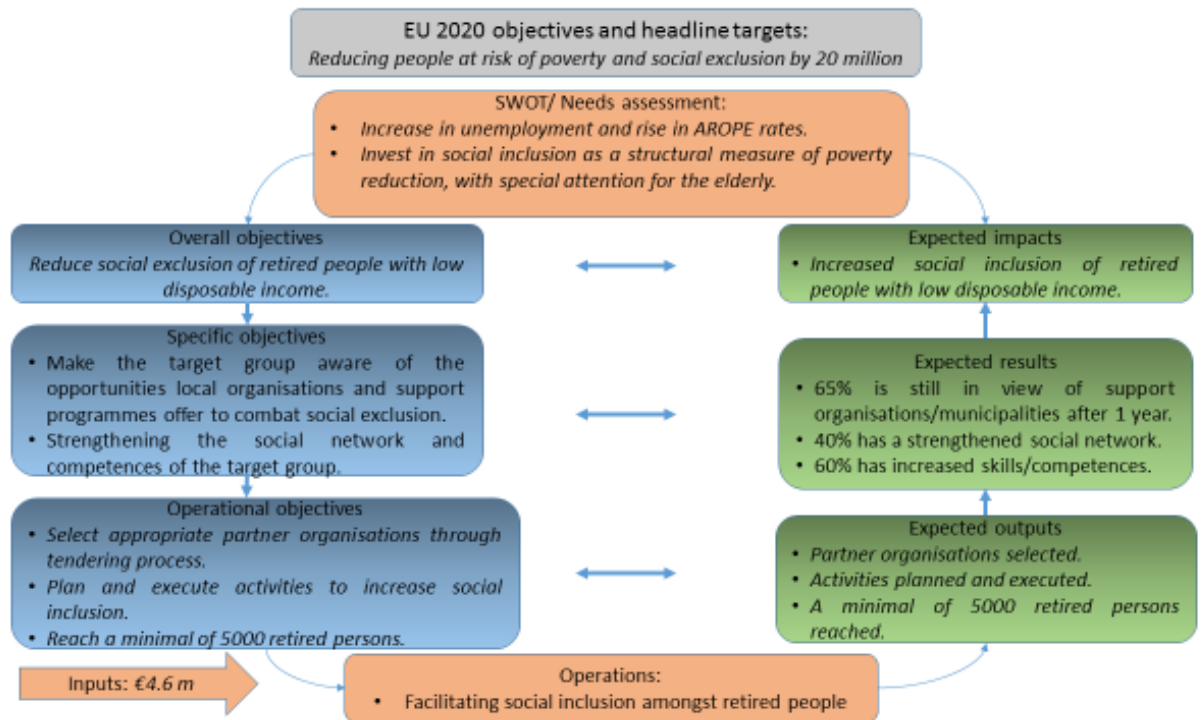 EU 2020 objectives and headline targets:
Reducing people at risk of poverty and social exclusion by 20 million
SWOT/ Needs assessment:
• Increase in unemployment and rise in AROPE rates.
• Invest in social inclusion as a structural measure of poverty
reduction, with special attention for the elderly.
Overall objectives
Reduce social exclusion of retired people with low
disposable income.
Expected impacts
• Increased social inclusion of retired
people with low disposable income.
Specific objectives
• Make the target group aware of the
opportunities local organisations and support
programmes offer to combat social exclusion.
• Strengthening the social network and
competences of the target group.
Expected results
• 65% is still in view of support
organisations/municipalities after 1 year.
• 40% has a strengthened social network.
• 60% has increased skills/competences.
Operational objectives
• Select appropriate partner organisations through
tendering process.
• Plan and execute activities to increase social
inclusion.
• Reach a minimal of 5000 retired persons.
Expected outputs
• Partner organisations selected.
• Activities planned and executed.
• A minimal of 5000 retired persons
reached.
Inputs: €4.6 m
Operations:
• Facilitating social inclusion amongst retired people